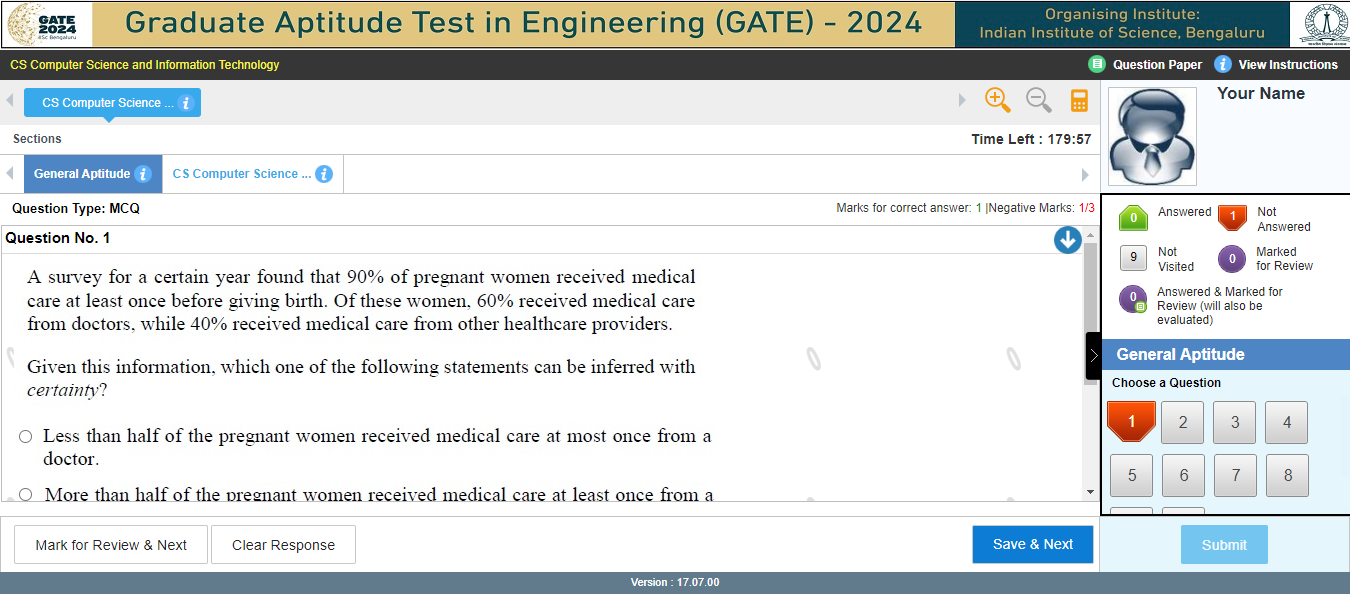 GATE
2024
IISc Bengaluru
Graduate Aptitude Test in Engineering (GATE) - 2024
Organising Institute:
Indian Institute of Science, Bengaluru
CS Computer Science and Information Technology
Question Paper
i View Instructions
CS Computer Science ... i
Sections
Time Left : 179:57
Your Name
General Aptitude i
CS Computer Science ... i
Question Type: MCQ
Marks for correct answer: 1 |Negative Marks: 1/3
Question No. 1
A survey for a certain year found that 90% of pregnant women received medical
care at least once before giving birth. Of these women, 60% received medical care
from doctors, while 40% received medical care from other healthcare providers.
Given this information, which one of the following statements can be inferred with
certainty?
Less than half of the pregnant women received medical care at most once from a
doctor.
More than half of the pregnant women received medical care at least once from a
0 Answered
1 Not
Answered
9 Not
Visited
0 Marked
for Review
0 Answered & Marked for
Review (will also be
evaluated)
General Aptitude
Choose a Question
1 2 3 4
5 6 7 8
Mark for Review & Next
Clear Response
Save & Next
Submit
Version : 17.07.00